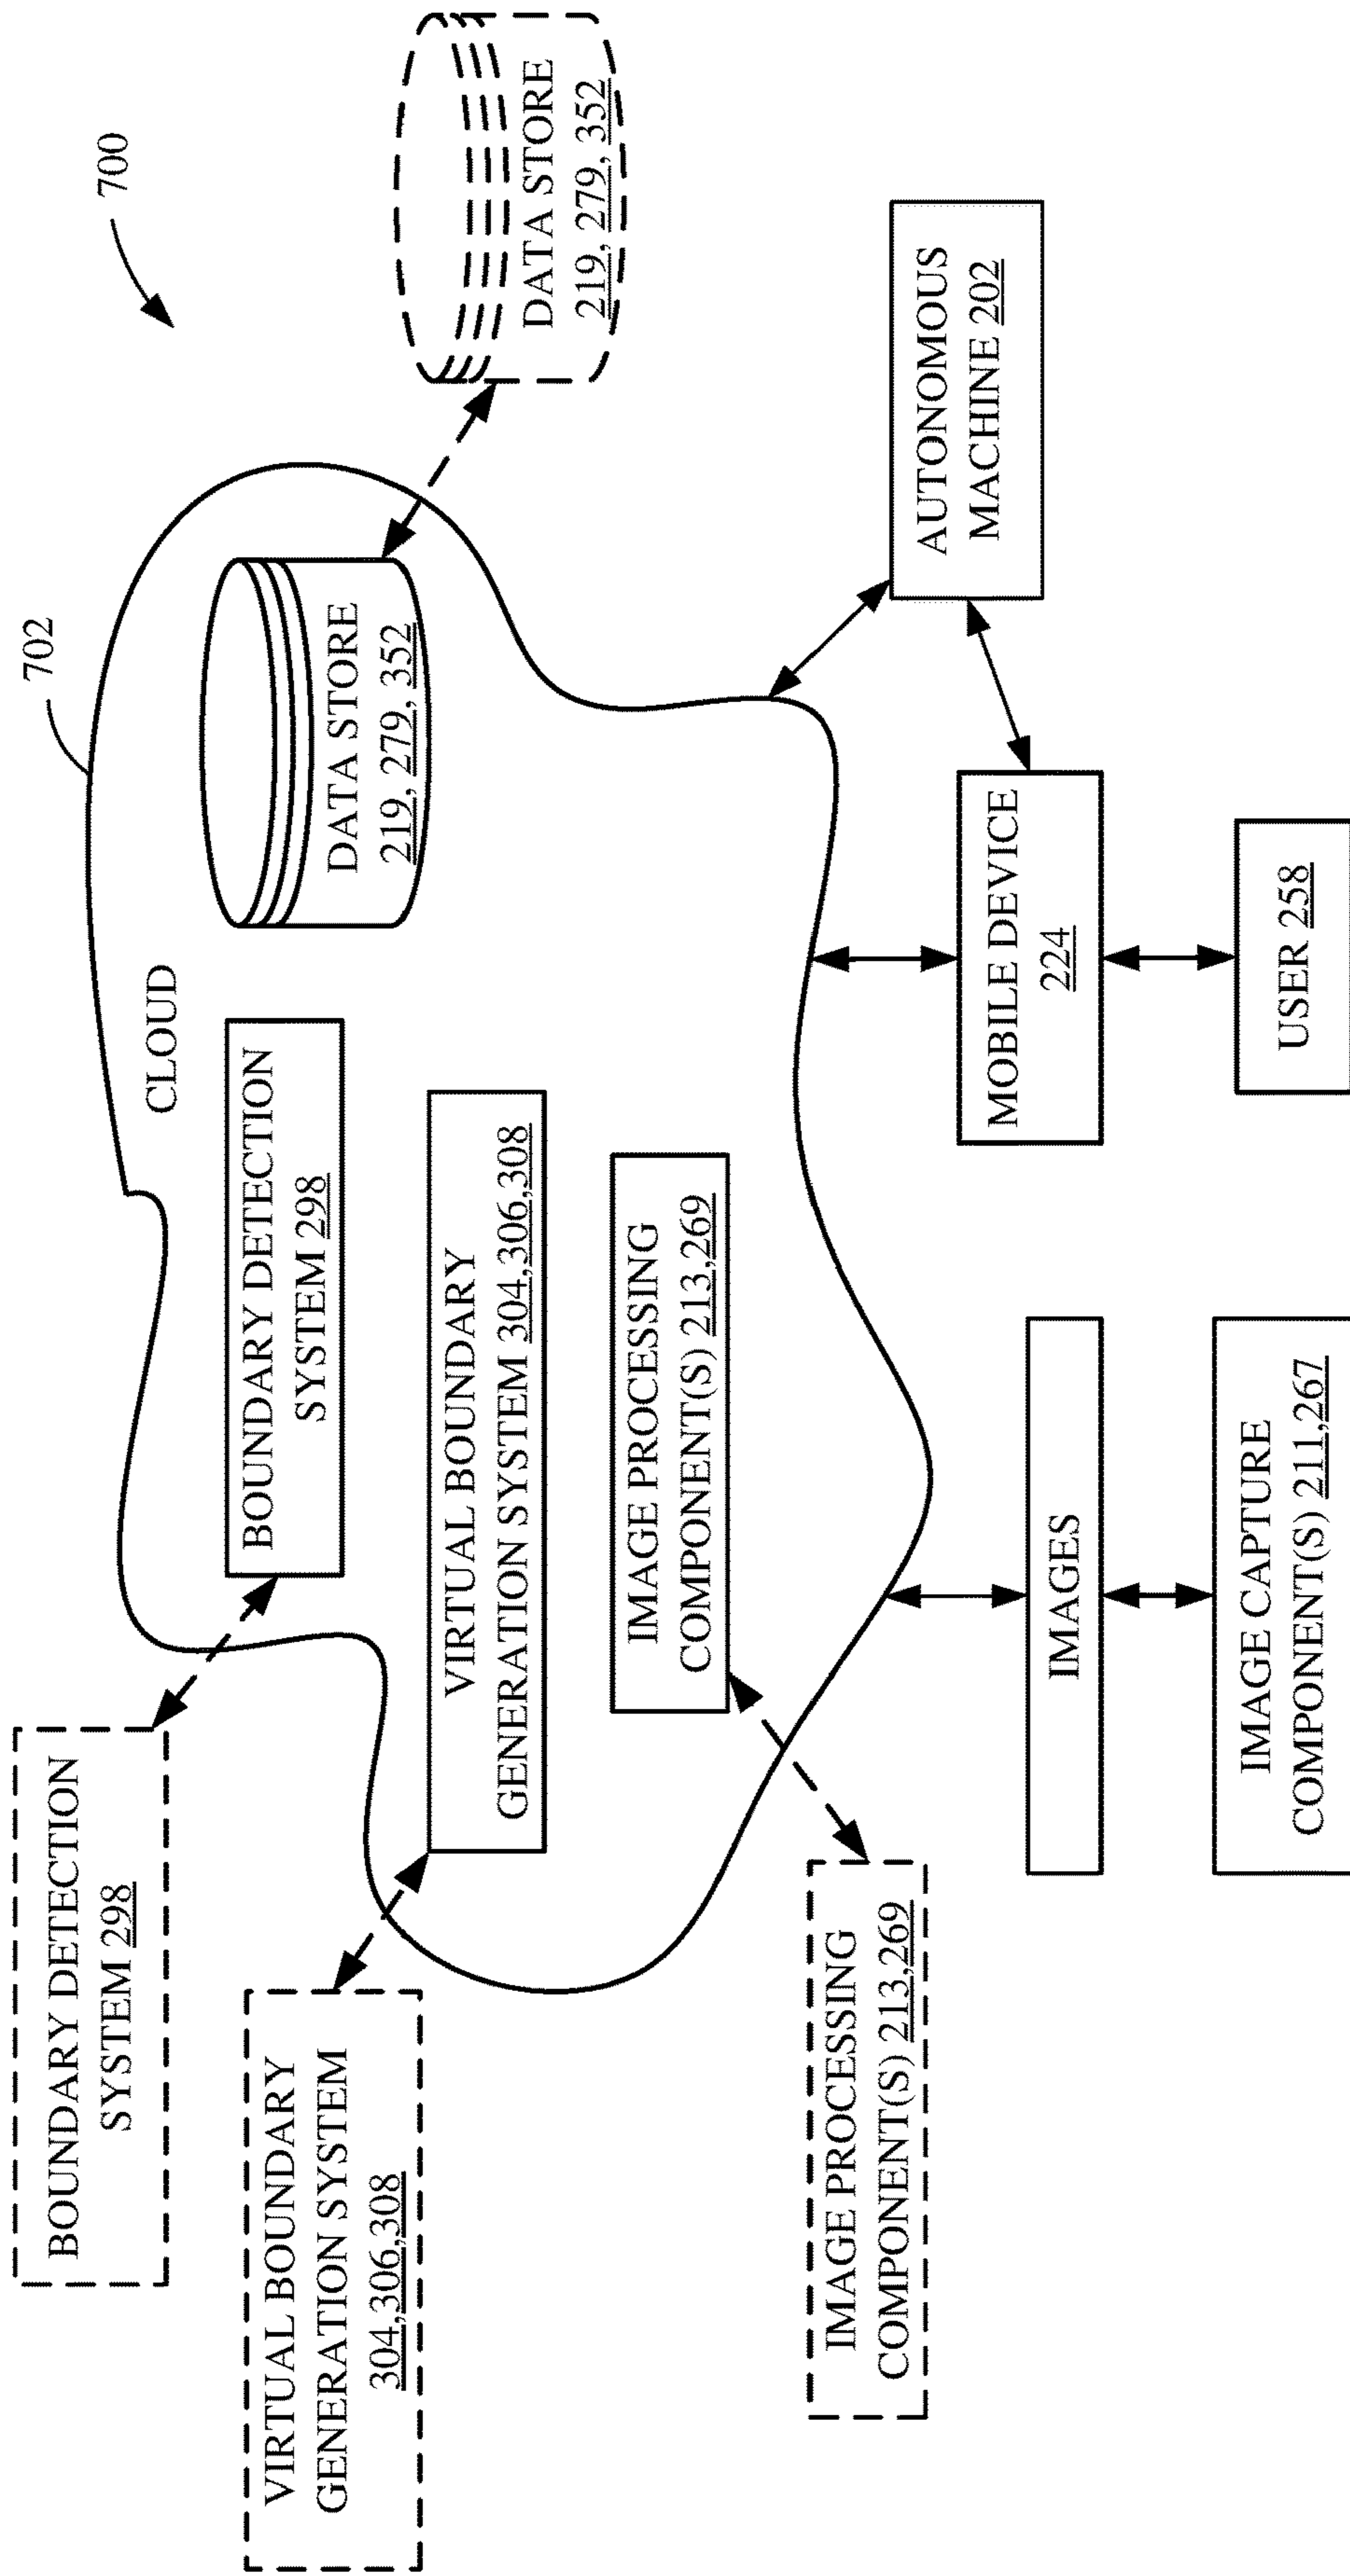 700
702
CLOUD
BOUNDARY DETECTION
SYSTEM 298
BOUNDARY DETECTION
SYSTEM 298
DATA STORE
219, 279, 352
DATA STORE
219, 279, 352
VIRTUAL BOUNDARY
GENERATION SYSTEM
304,306,308
VIRTUAL BOUNDARY
GENERATION SYSTEM 304,306,308
IMAGE PROCESSING
COMPONENT(S) 213,269
IMAGE PROCESSING
COMPONENT(S) 213,269
AUTONOMOUS
MACHINE 202
IMAGES
MOBILE DEVICE
224
IMAGE CAPTURE
COMPONENT(S) 211,267
USER 258